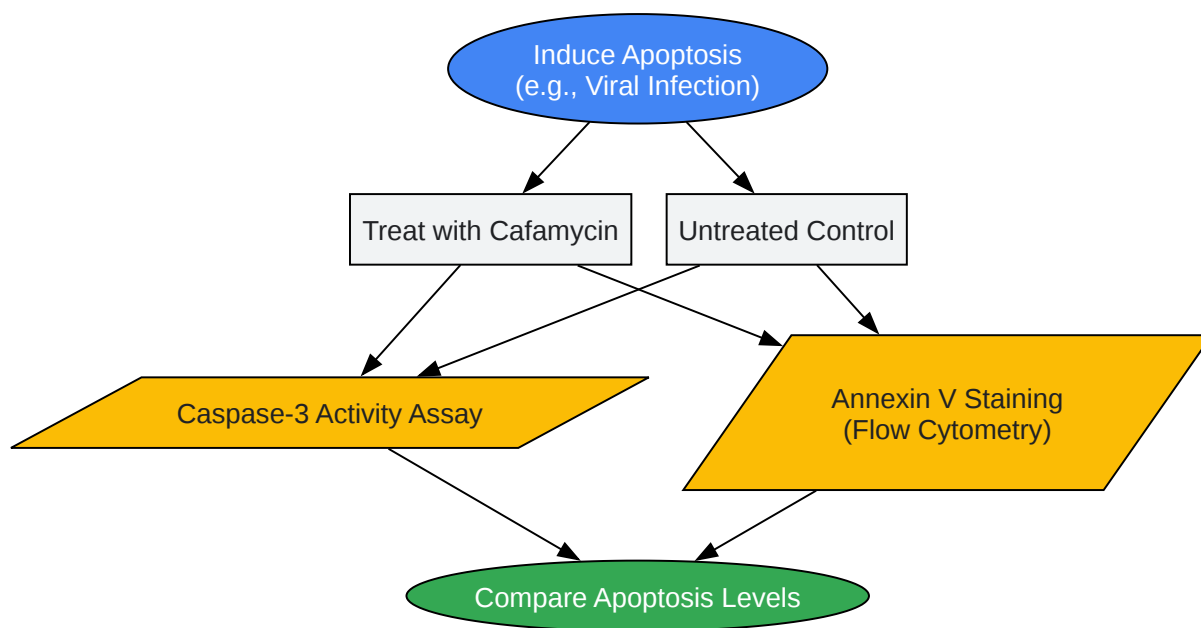 Induce Apoptosis
(e.g., Viral Infection)
Treat with Cafamycin
Untreated Control
Caspase-3 Activity Assay
Annexin V Staining
(Flow Cytometry)
Compare Apoptosis Levels